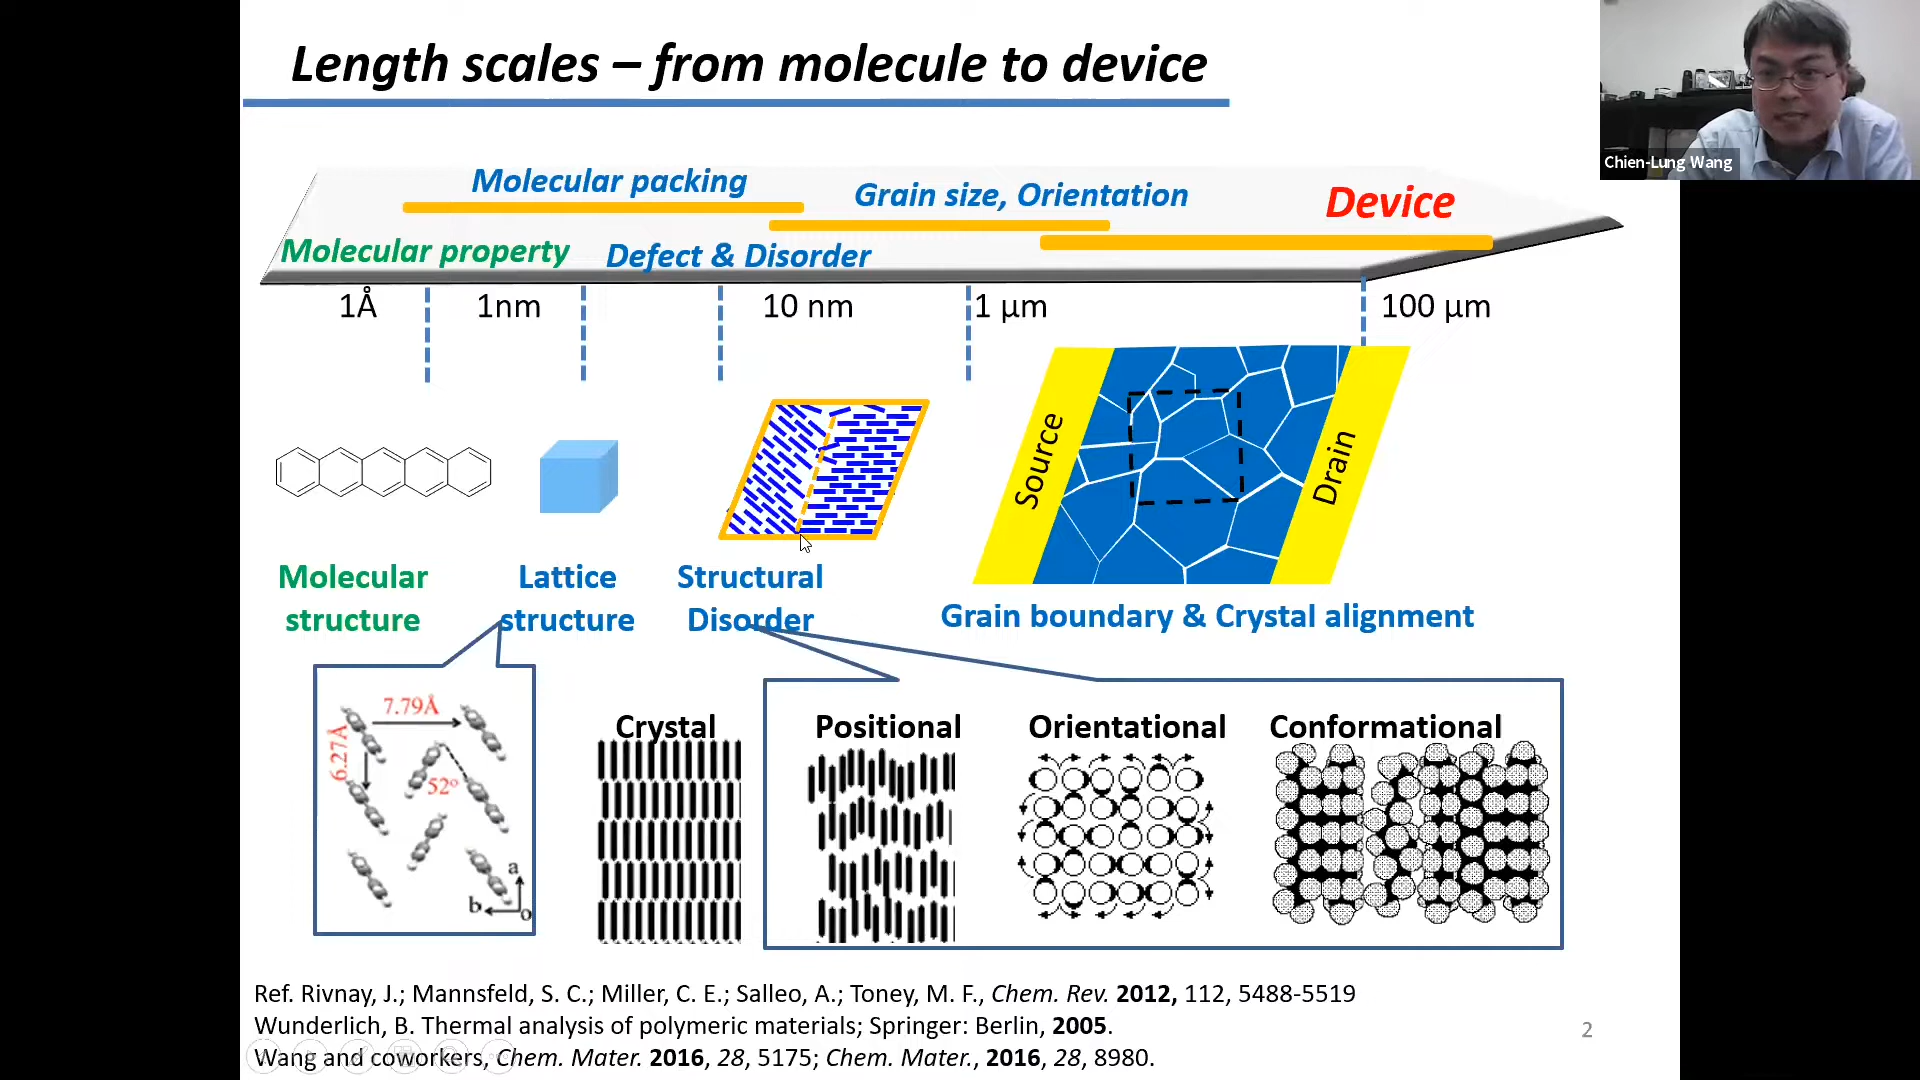 Length scales – from molecule to device
Chien-Lung Wang
Molecular packing
Grain size, Orientation
Device
Molecular property
Defect & Disorder
1Å
1nm
10 nm
1 μm
100 μm
Source
Drain
Molecular
structure
Lattice
structure
Structural
Disorder
Grain boundary & Crystal alignment
7.79Å
6.27Å
52°
a
b
o
Crystal
Positional
Orientational
Conformational
Ref. Rivnay, J.; Mannsfeld, S. C.; Miller, C. E.; Salleo, A.; Toney, M. F., Chem. Rev. 2012, 112, 5488-5519
Wunderlich, B. Thermal analysis of polymeric materials; Springer: Berlin, 2005.
Wang and coworkers, Chem. Mater. 2016, 28, 5175; Chem. Mater., 2016, 28, 8980.
2